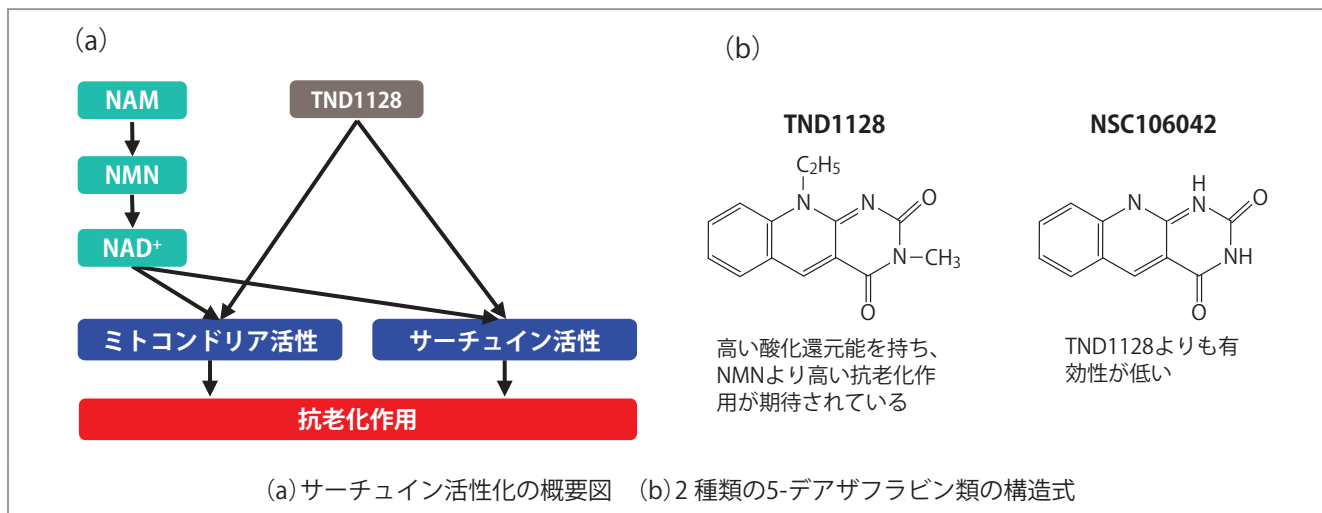 (a)
NAM
NMN
NAD⁺
TND1128
ミトコンドリア活性
サーチュイン活性
抗老化作用
(b)
TND1128
C₂H₅
N
N
O
N
CH₃
O
高い酸化還元能を持ち、
NMNより高い抗老化作
用が期待されている
NSC106042
H
N
N
O
NH
O
TND1128よりも有
効性が低い
(a)サーチュイン活性化の概要図 (b)2種類の5-デアザフラビン類の構造式